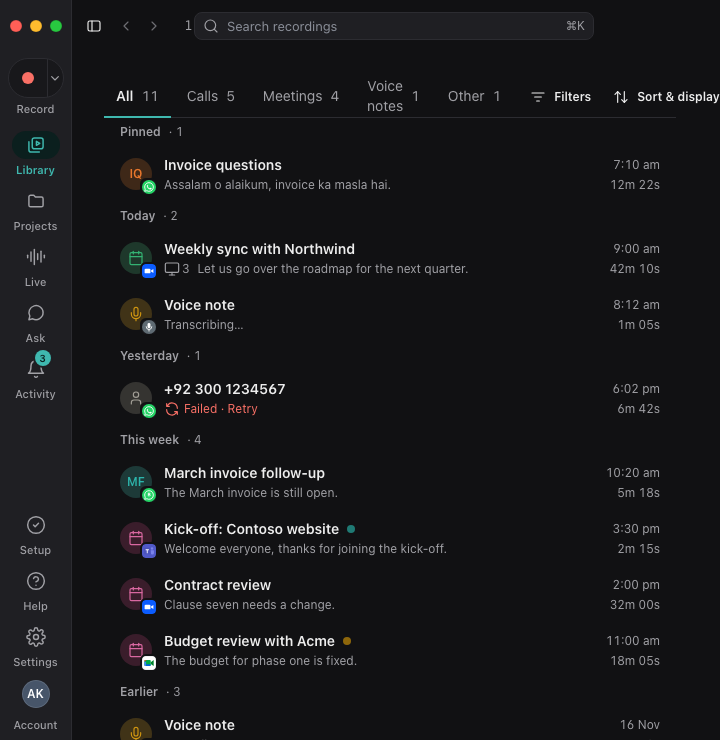 1
Search recordings
⌘K
Record
Library
Projects
Live
Ask
3
Activity
Setup
Help
Settings
AK
Account
All 11
Calls 5
Meetings 4
Voice notes 1
Other 1
Filters
Sort & display
Pinned · 1
IQ
Invoice questions 7:10 am
Assalam o alaikum, invoice ka masla hai. 12m 22s
Today · 2
Weekly sync with Northwind 9:00 am
3 Let us go over the roadmap for the next quarter. 42m 10s
Voice note 8:12 am
Transcribing… 1m 05s
Yesterday · 1
+92 300 1234567 6:02 pm
Failed · Retry 6m 42s
This week · 4
MF
March invoice follow-up 10:20 am
The March invoice is still open. 5m 18s
Kick-off: Contoso website 3:30 pm
Welcome everyone, thanks for joining the kick-off. 2m 15s
Contract review 2:00 pm
Clause seven needs a change. 32m 00s
Budget review with Acme 11:00 am
The budget for phase one is fixed. 18m 05s
Earlier · 3
Voice note 16 Nov